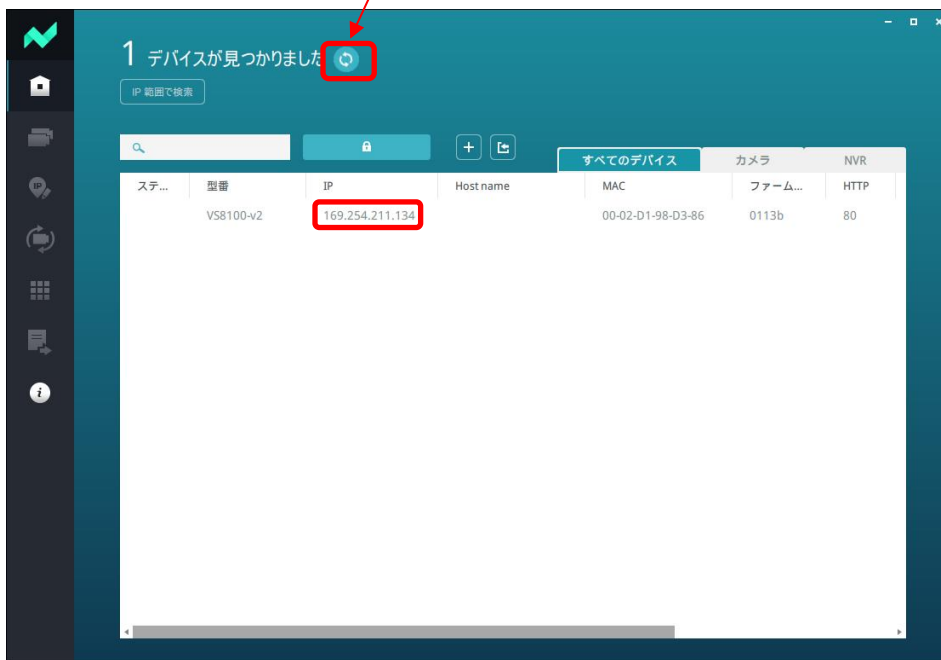 1 デバイスが見つかりました
IP 範囲で検索
すべてのデバイス カメラ NVR
ステ... 型番 IP Host name MAC ファーム... HTTP
VS8100-v2 169.254.211.134 00-02-D1-98-D3-86 0113b 80
IP
i